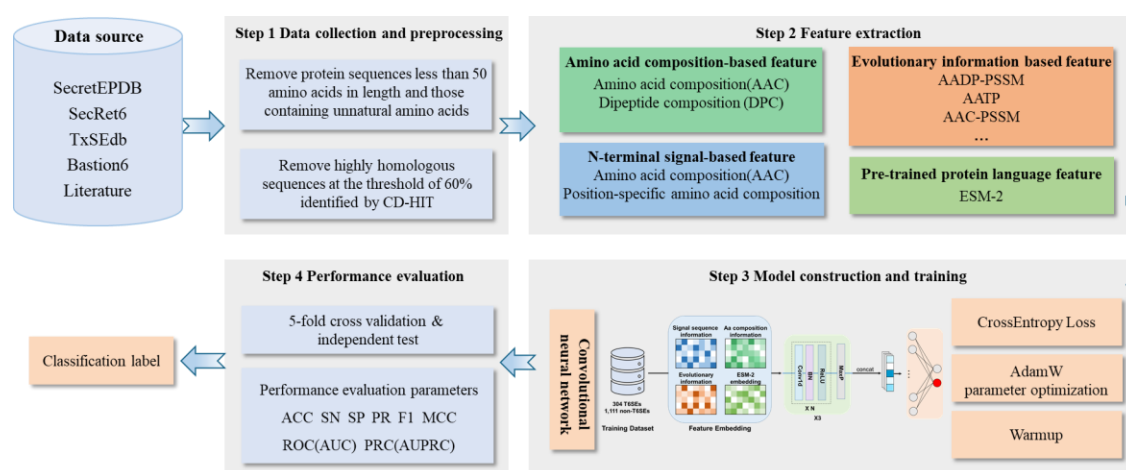 Data source
SecretEPDB
SecRet6
TxSEdb
Bastion6
Literature
Step 1 Data collection and preprocessing
Remove protein sequences less than 50
amino acids in length and those
containing unnatural amino acids
Remove highly homologous
sequences at the threshold of 60%
identified by CD-HIT
Step 2 Feature extraction
Amino acid composition-based feature
Amino acid composition(AAC)
Dipeptide composition (DPC)
Evolutionary information based feature
AADP-PSSM
AATP
AAC-PSSM
…
N-terminal signal-based feature
Amino acid composition(AAC)
Position-specific amino acid composition
Pre-trained protein language feature
ESM-2
Step 3 Model construction and training
Convolutional
neural network
304 T6SEs
1,111 non-T6SEs
Training Dataset
Signal sequence
information
Aa composition
information
Evolutionary
information
ESM-2
embedding
Feature Embedding
Conv1d
BN
ReLU
MaxP
X N
X3
concat
...
CrossEntropy Loss
AdamW
parameter optimization
Warmup
Step 4 Performance evaluation
5-fold cross validation &
independent test
Performance evaluation parameters
ACC SN SP PR F1 MCC
ROC(AUC) PRC(AUPRC)
Classification label